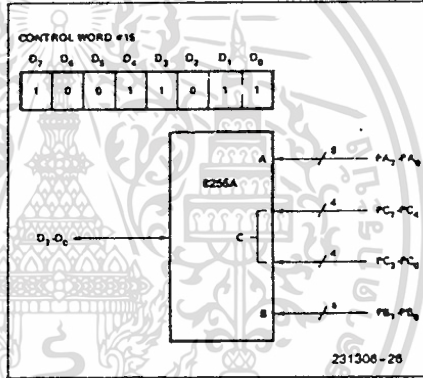 CONTROL WORD #15
D7 D6 D5 D4 D3 D2 D1 D0
1 0 0 1 1 0 1 1
A
8
PA7-PA0
8255A
4
PC7-PC4
D7-D0
C
4
PC3-PC0
B
8
PB7-PB0
231306-26